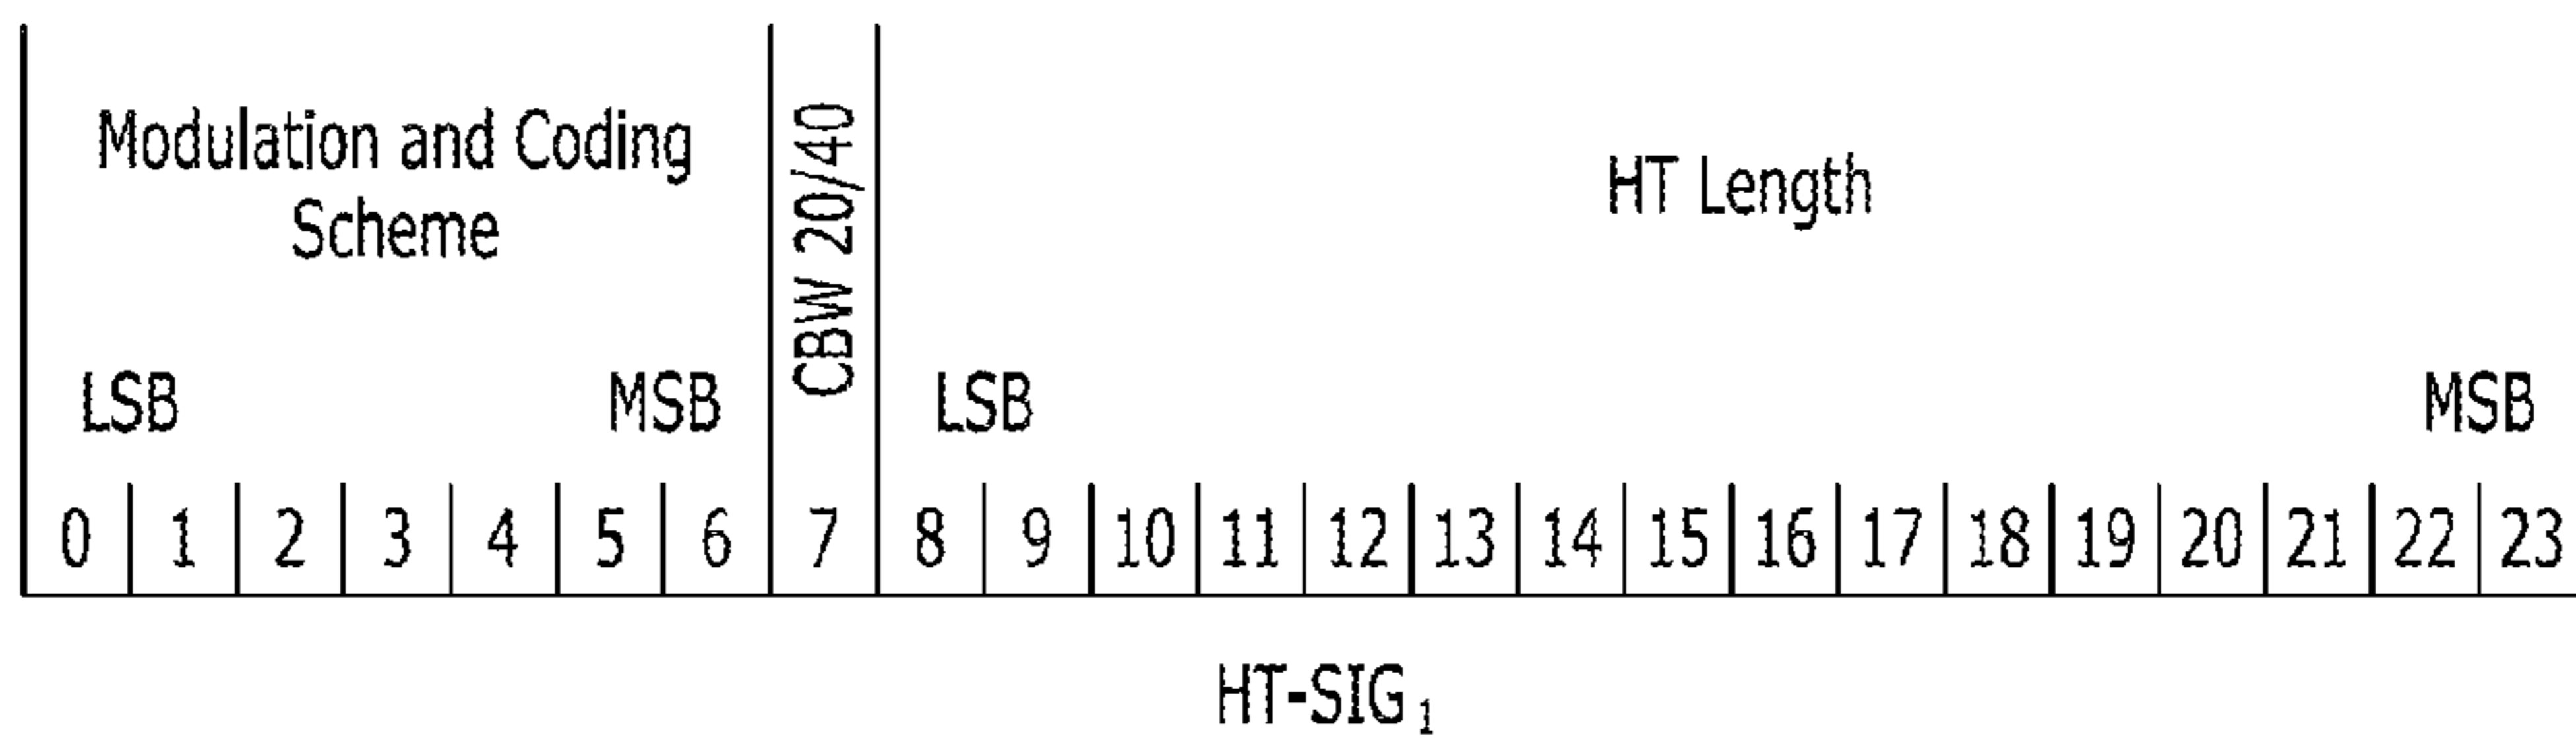 Modulation and Coding
Scheme
CBW 20/40
HT Length
LSB MSB LSB MSB
0 1 2 3 4 5 6 7 8 9 10 11 12 13 14 15 16 17 18 19 20 21 22 23
HT-SIG 1